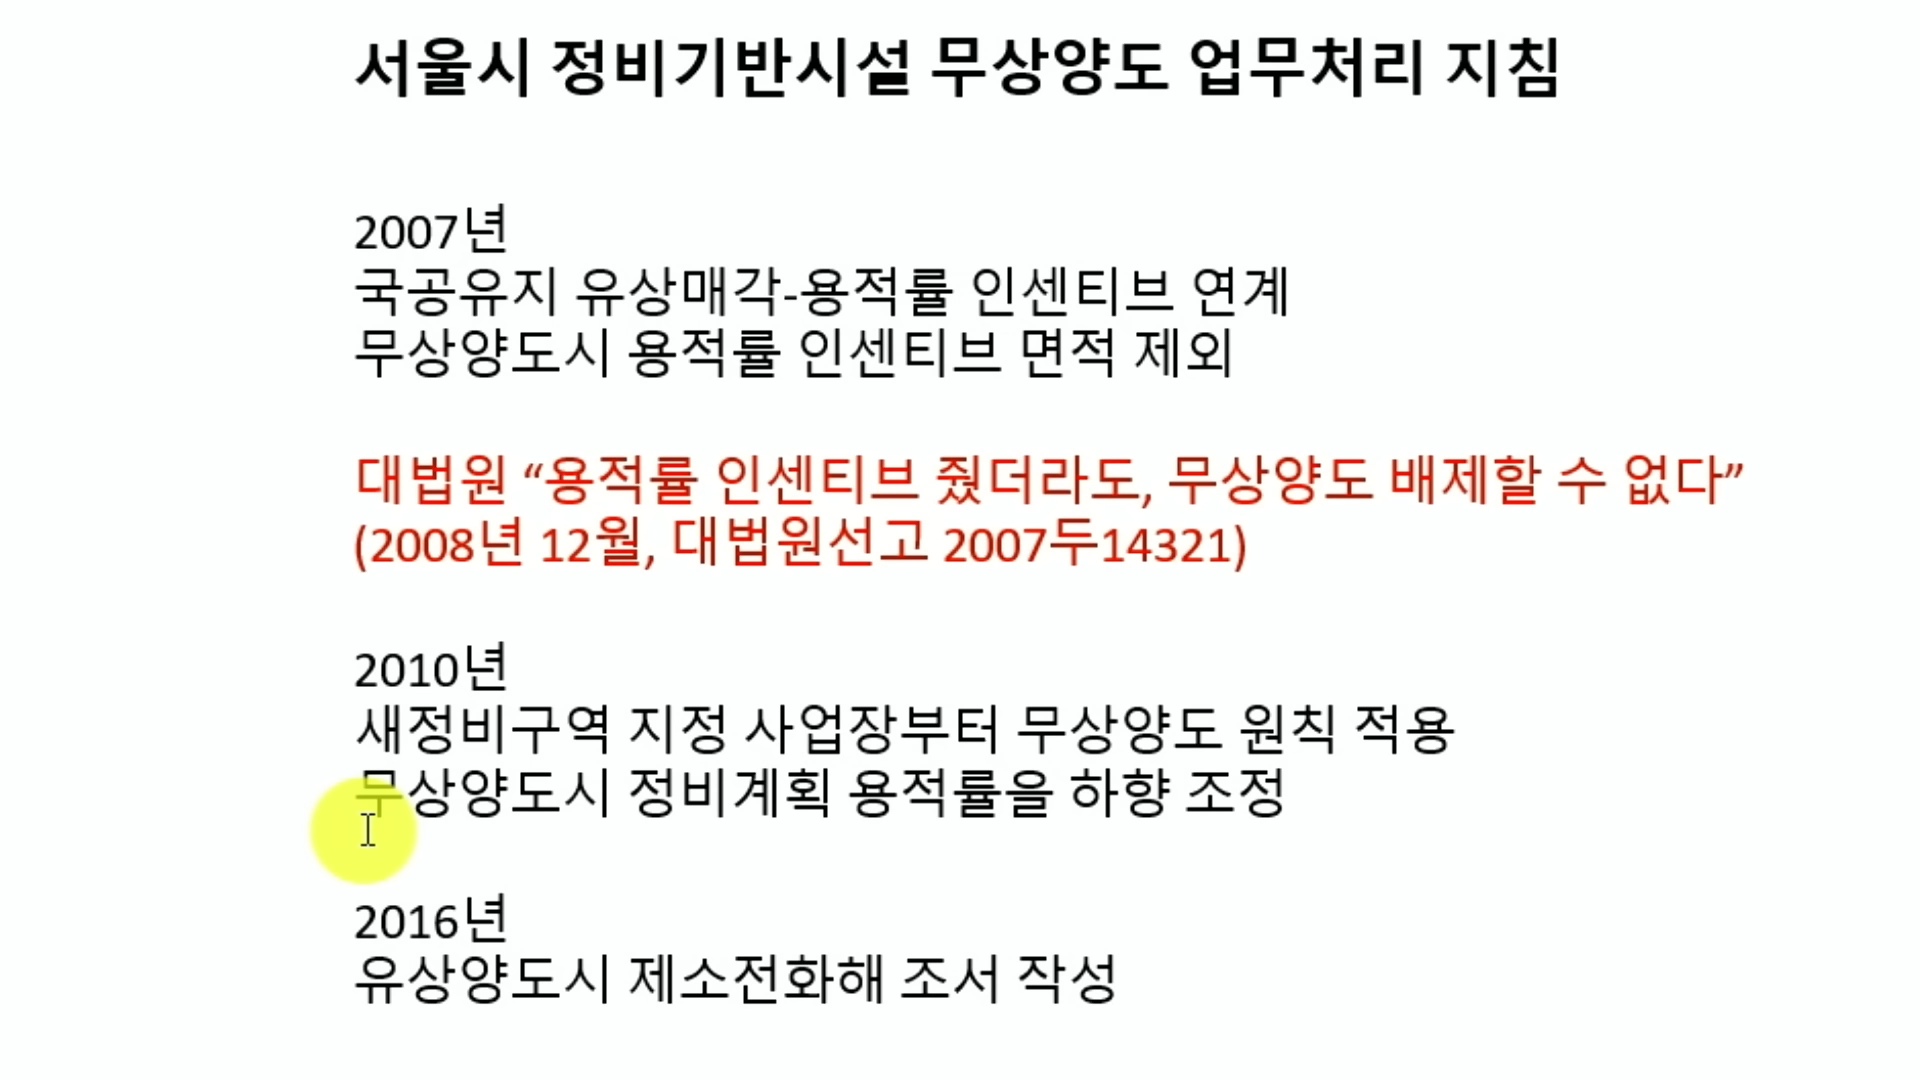 서울시 정비기반시설 무상양도 업무처리 지침
2007년
국공유지 유상매각-용적률 인센티브 연계
무상양도시 용적률 인센티브 면적 제외
대법원 “용적률 인센티브 줬더라도, 무상양도 배제할 수 없다”
(2008년 12월, 대법원선고 2007두14321)
2010년
새정비구역 지정 사업장부터 무상양도 원칙 적용
무상양도시 정비계획 용적률을 하향 조정
2016년
유상양도시 제소전화해 조서 작성